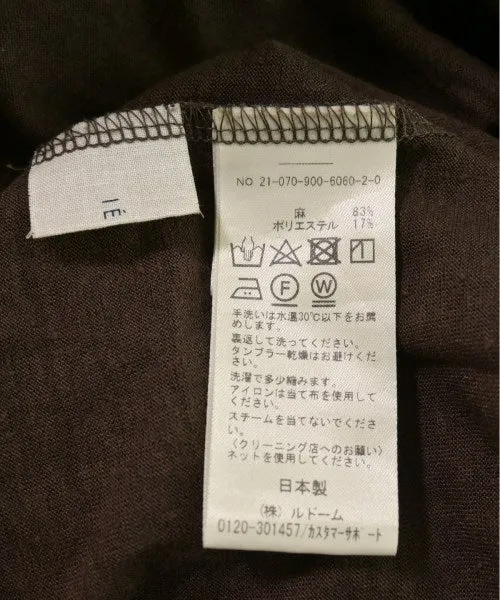 NO 21-070-900-6060-2-0
麻 83%
ポリエステル 17%
F W
手洗いは水温30℃以下をお薦
めします。
裏返して洗ってください。
タンブラー乾燥はお避けくださ
い。
洗濯で多少縮みます。
アイロンは当て布を使用して
ください。
スチームを当てないでくださ
い。
〈クリーニング店へのお願い〉
ネットを使用してください。
日本製
(株)ルドーム
0120-301457/カスタマーサポート